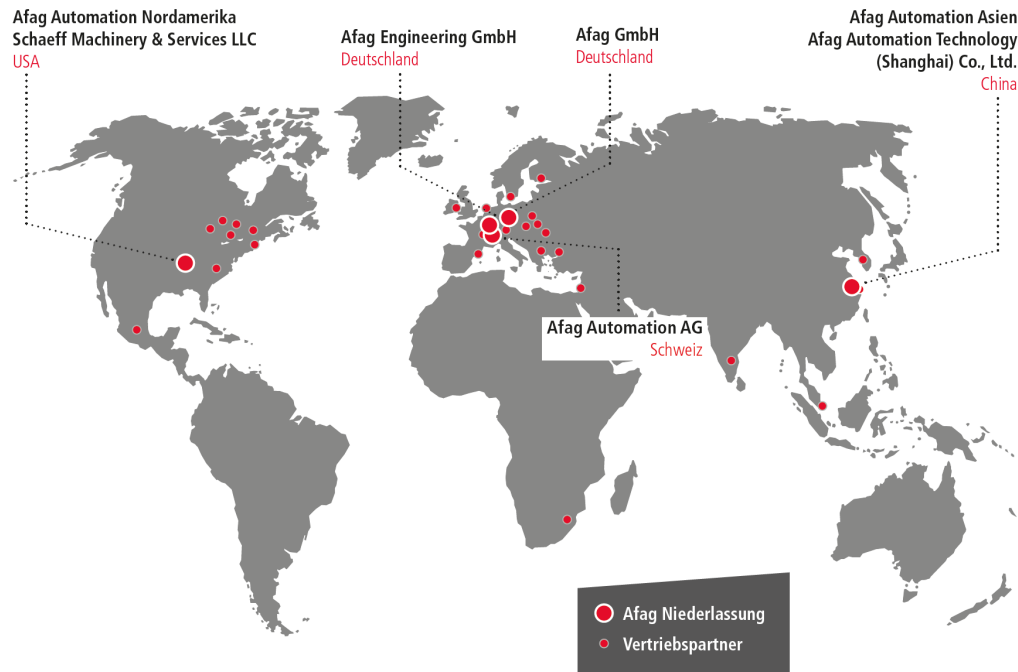 Afag Automation Nordamerika
Schaeff Machinery & Services LLC
USA
Afag Engineering GmbH
Deutschland
Afag GmbH
Deutschland
Afag Automation Asien
Afag Automation Technology
(Shanghai) Co., Ltd.
China
Afag Automation AG
Schweiz
Afag Niederlassung
Vertriebspartner